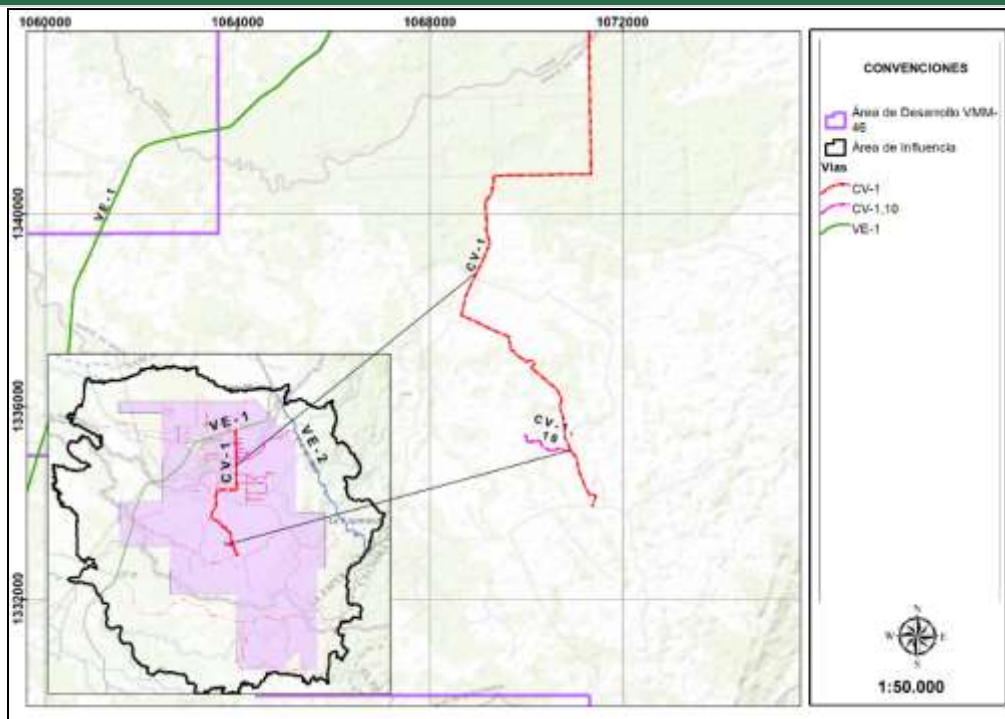 1060000 1064000 1068000 1072000
1340000
1336000
1332000
VE-1
CV-1
CV-1,
10
VE-1
CV-1
VE-2
CONVENCIONES
Área de Desarrollo VMM-
46
Área de Influencia
Vías
CV-1
CV-1,10
VE-1
N
W E
S
1:50.000